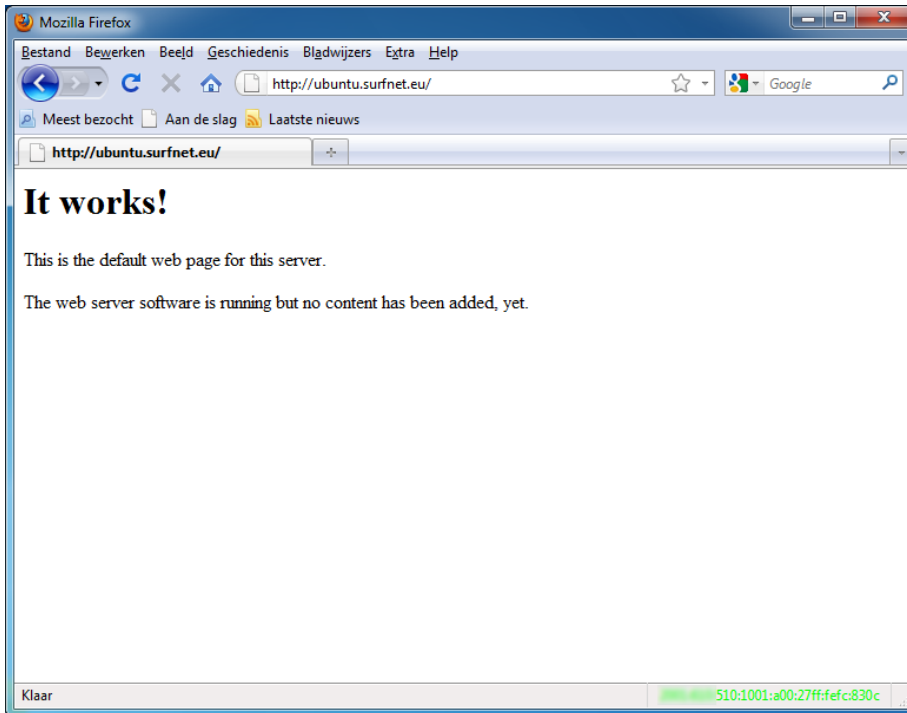 Mozilla Firefox
Bestand Bewerken Beeld Geschiedenis Bladwijzers Extra Help
http://ubuntu.surfnet.eu/ Google
Meest bezocht Aan de slag Laatste nieuws
http://ubuntu.surfnet.eu/
It works!
This is the default web page for this server.
The web server software is running but no content has been added, yet.
Klaar 510:1001:a00:27ff:fefc:830c